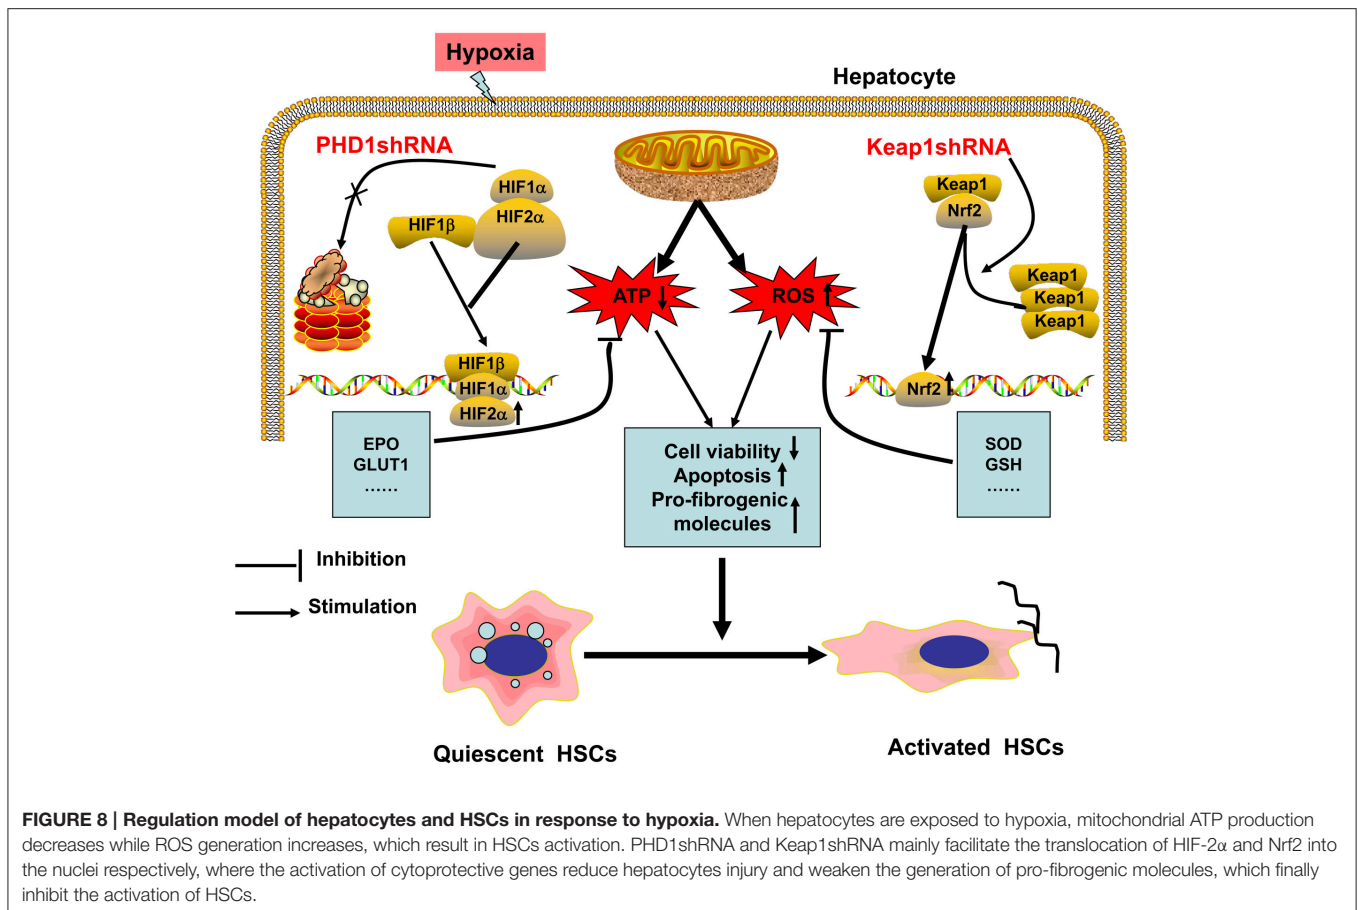 Hypoxia
Hepatocyte
PHD1shRNA
Keap1shRNA
HIF1α
HIF2α
HIF1β
Keap1
Nrf2
Keap1
Keap1
Keap1
ATP
ROS
HIF1β
HIF1α
HIF2α
Nrf2
EPO
GLUT1
......
Cell viability
Apoptosis
Pro-fibrogenic
molecules
SOD
GSH
......
Inhibition
Stimulation
Quiescent HSCs
Activated HSCs
FIGURE 8 | Regulation model of hepatocytes and HSCs in response to hypoxia. When hepatocytes are exposed to hypoxia, mitochondrial ATP production
decreases while ROS generation increases, which result in HSCs activation. PHD1shRNA and Keap1shRNA mainly facilitate the translocation of HIF-2α and Nrf2 into
the nuclei respectively, where the activation of cytoprotective genes reduce hepatocytes injury and weaken the generation of pro-fibrogenic molecules, which finally
inhibit the activation of HSCs.